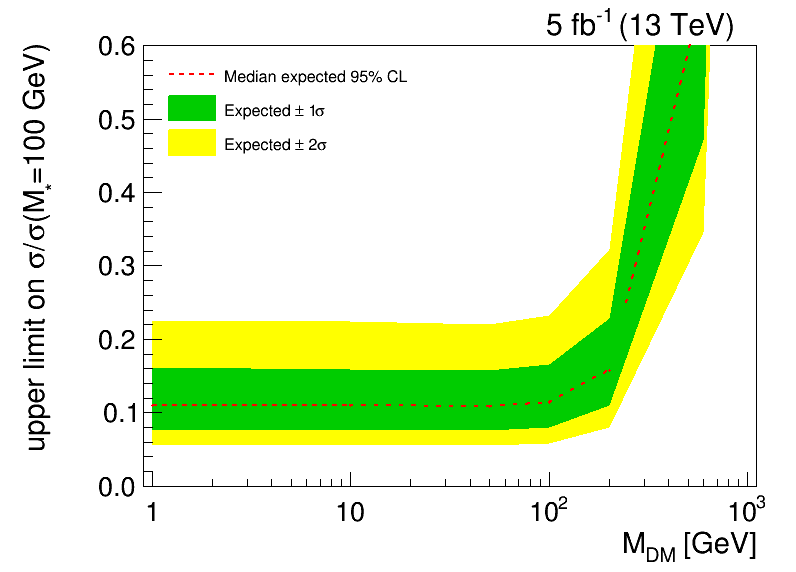 5 fb⁻¹ (13 TeV)
upper limit on σ/σ(M*=100 GeV)
0.6
0.5
0.4
0.3
0.2
0.1
0.0
Median expected 95% CL
Expected ± 1σ
Expected ± 2σ
1 10 10² 10³
M_DM [GeV]